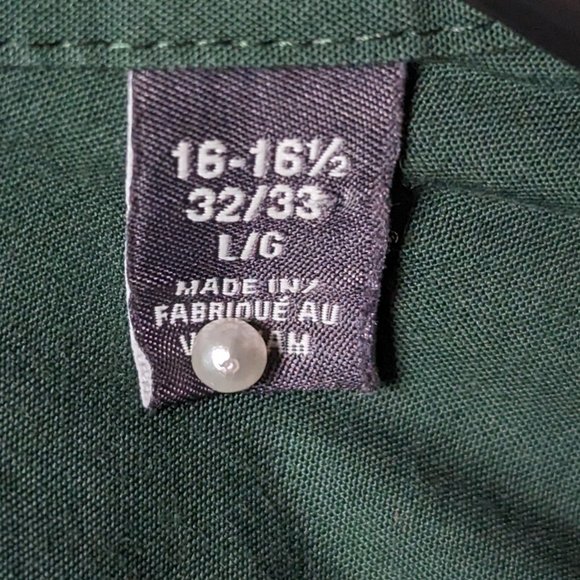 16-16½
32/33
L/G
MADE IN/
FABRIQUÉ AU